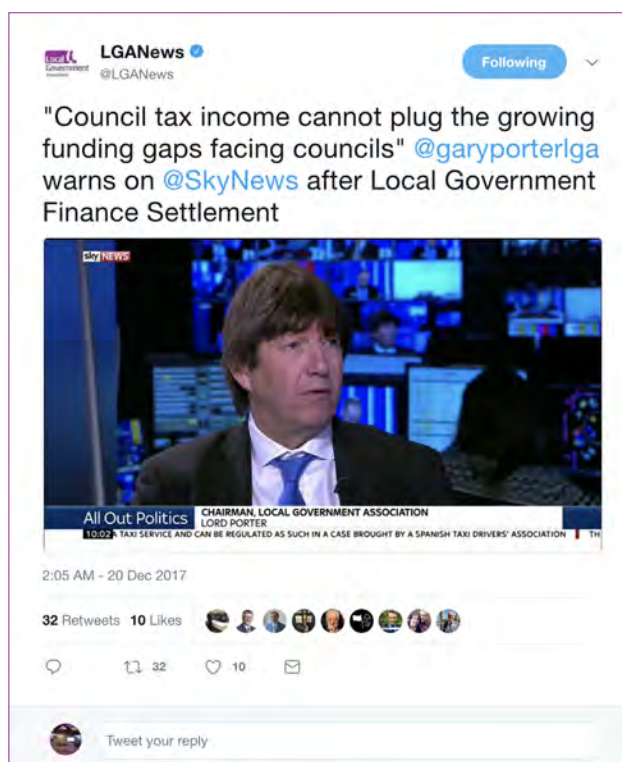 Local
Government
LGANews
@LGANews
Following
"Council tax income cannot plug the growing
funding gaps facing councils" @garyporterlga
warns on @SkyNews after Local Government
Finance Settlement
sky NEWS
All Out Politics
CHAIRMAN, LOCAL GOVERNMENT ASSOCIATION
LORD PORTER
10:02 A TAXI SERVICE AND CAN BE REGULATED AS SUCH IN A CASE BROUGHT BY A SPANISH TAXI DRIVERS' ASSOCIATION TH
2:05 AM - 20 Dec 2017
32 Retweets 10 Likes
32 10
Tweet your reply